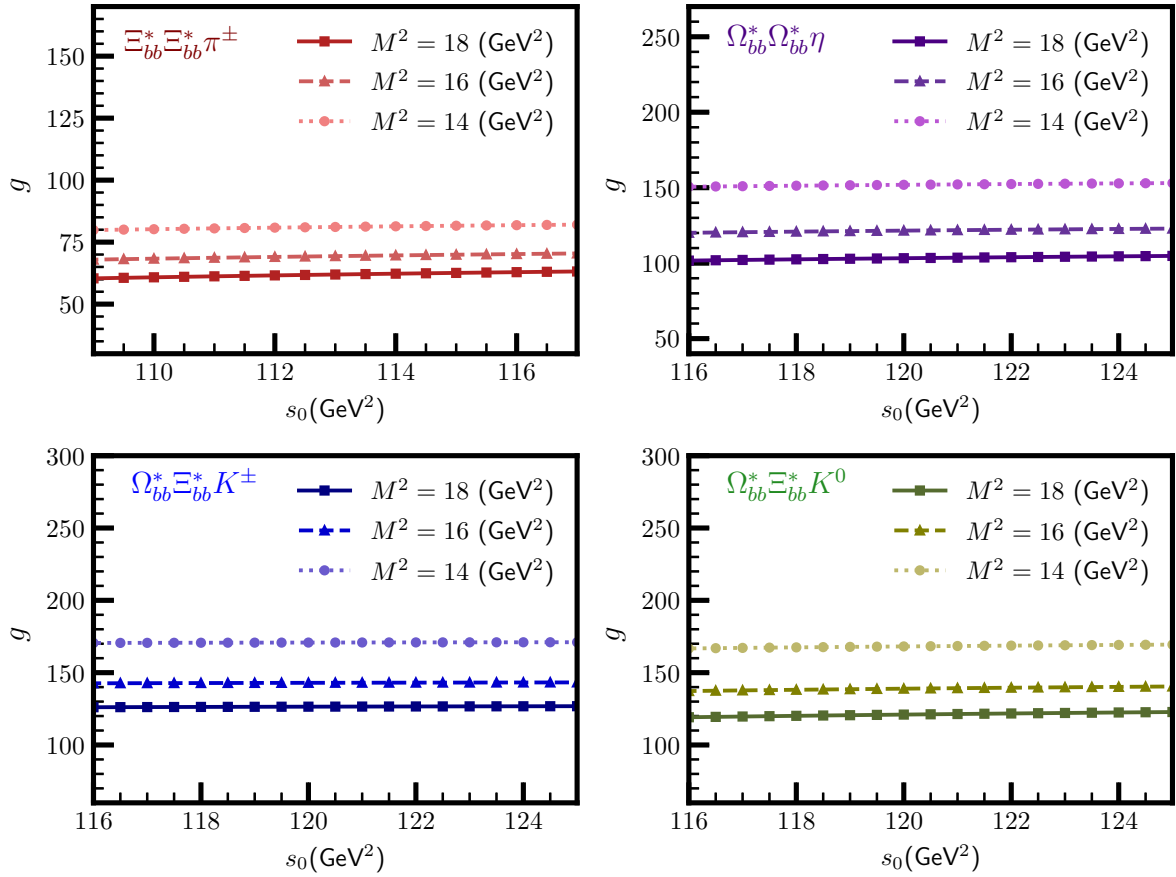 Ξ*bbΞ*bbπ±
M² = 18 (GeV²)
M² = 16 (GeV²)
M² = 14 (GeV²)
150
125
100
75
50
g
110 112 114 116
s₀(GeV²)
Ω*bbΩ*bbη
M² = 18 (GeV²)
M² = 16 (GeV²)
M² = 14 (GeV²)
250
200
150
100
50
g
116 118 120 122 124
s₀(GeV²)
Ω*bbΞ*bbK±
M² = 18 (GeV²)
M² = 16 (GeV²)
M² = 14 (GeV²)
300
250
200
150
100
g
116 118 120 122 124
s₀(GeV²)
Ω*bbΞ*bbK⁰
M² = 18 (GeV²)
M² = 16 (GeV²)
M² = 14 (GeV²)
300
250
200
150
100
g
116 118 120 122 124
s₀(GeV²)